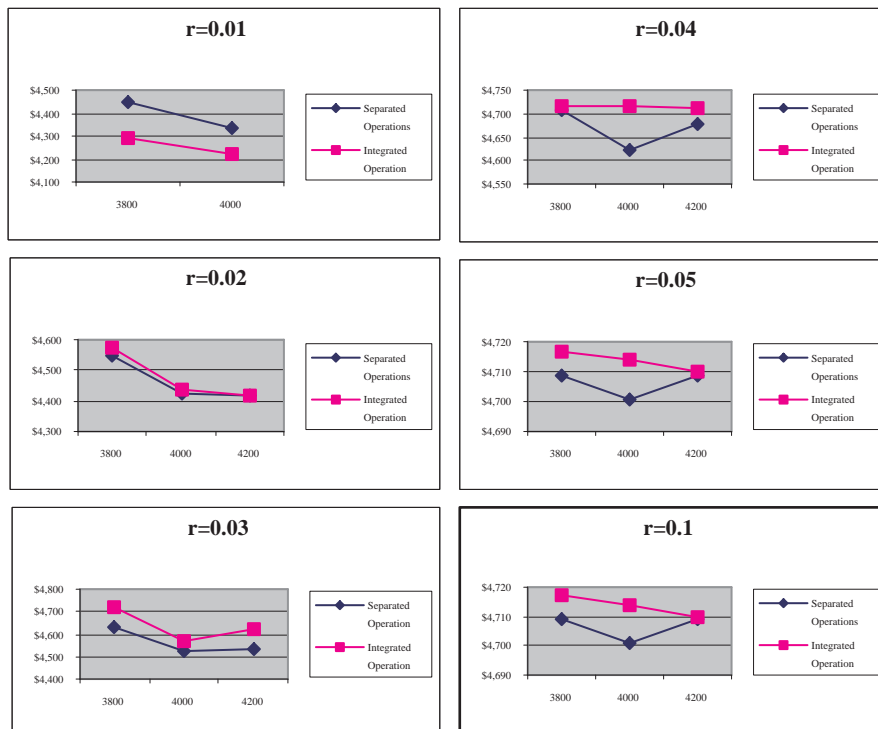 r=0.01
$4,500
$4,400
$4,300
$4,200
$4,100
3800 4000
Separated
Operations
Integrated
Operation
r=0.04
$4,750
$4,700
$4,650
$4,600
$4,550
3800 4000 4200
Separated
Operations
Integrated
Operation
r=0.02
$4,600
$4,500
$4,400
$4,300
3800 4000 4200
Separated
Operations
Integrated
Operation
r=0.05
$4,720
$4,710
$4,700
$4,690
3800 4000 4200
Separated
Operations
Integrated
Operation
r=0.03
$4,800
$4,700
$4,600
$4,500
$4,400
3800 4000 4200
Separated
Operation
Integrated
Operation
r=0.1
$4,720
$4,710
$4,700
$4,690
3800 4000 4200
Separated
Operations
Integrated
Operation